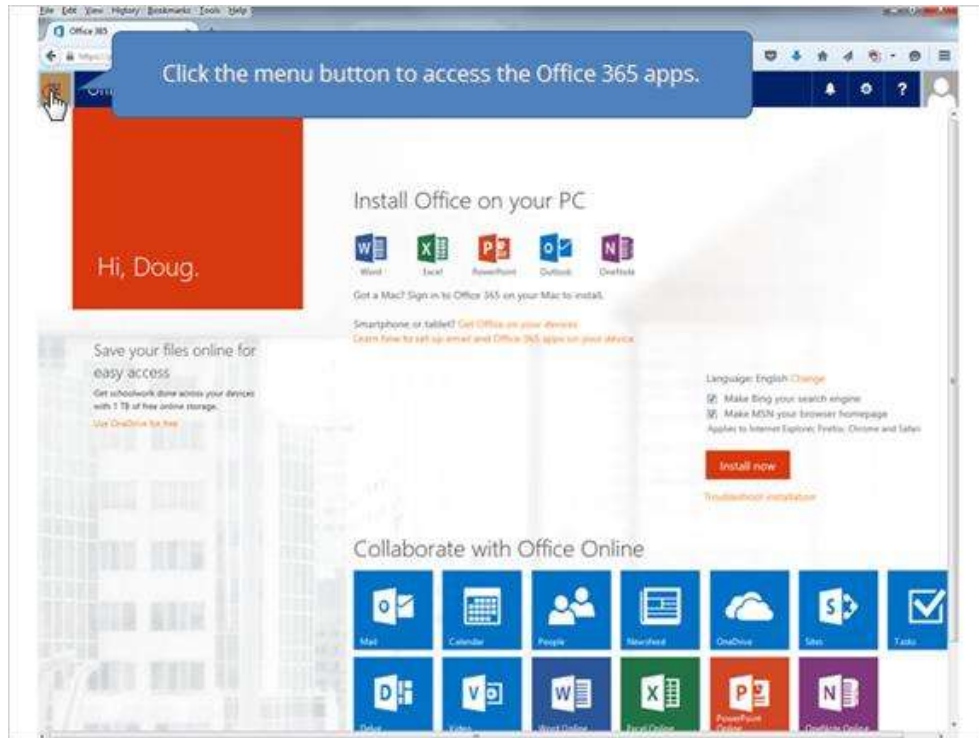 File Edit View History Bookmarks Tools Help
Office 365
Click the menu button to access the Office 365 apps.
?
Hi, Doug.
Install Office on your PC
Word Excel PowerPoint Outlook OneNote
Got a Mac? Sign in to Office 365 on your Mac to install.
Smartphone or tablet? Get Office on your devices
Learn how to set up email and Office 365 apps on your device
Save your files online for
easy access
Get schoolwork done across your devices
with 1 TB of free online storage.
Use OneDrive for free
Language: English Change
Make Bing your search engine
Make MSN your browser homepage
Applies to Internet Explorer, Firefox, Chrome and Safari
Install now
Troubleshoot installation
Collaborate with Office Online
Mail Calendar People Newsfeed OneDrive Sites Tasks
Delve Video Word Online Excel Online PowerPoint Online OneNote Online